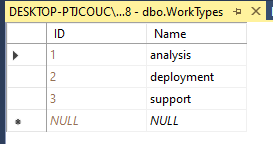 DESKTOP-PTJCOUC\...8 - dbo.WorkTypes
ID Name
1 analysis
2 deployment
3 support
NULL NULL